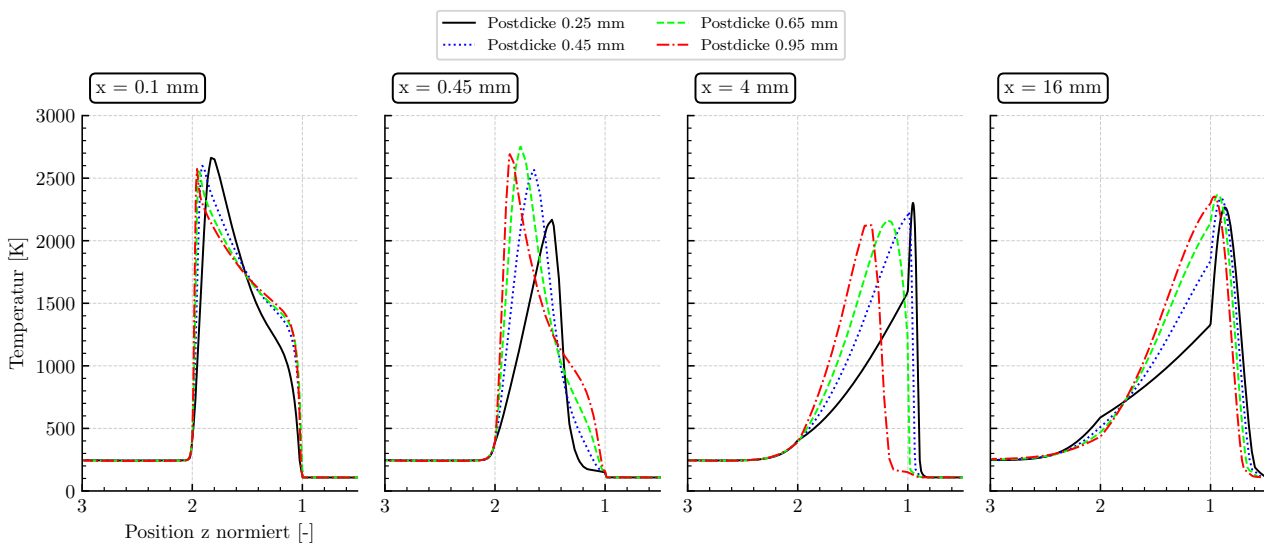 Postdicke 0.25 mm Postdicke 0.65 mm
Postdicke 0.45 mm Postdicke 0.95 mm
x = 0.1 mm x = 0.45 mm x = 4 mm x = 16 mm
3000
2500
2000
1500
1000
500
0
Temperatur [K]
3 2 1 3 2 1 3 2 1 3 2 1
Position z normiert [-]